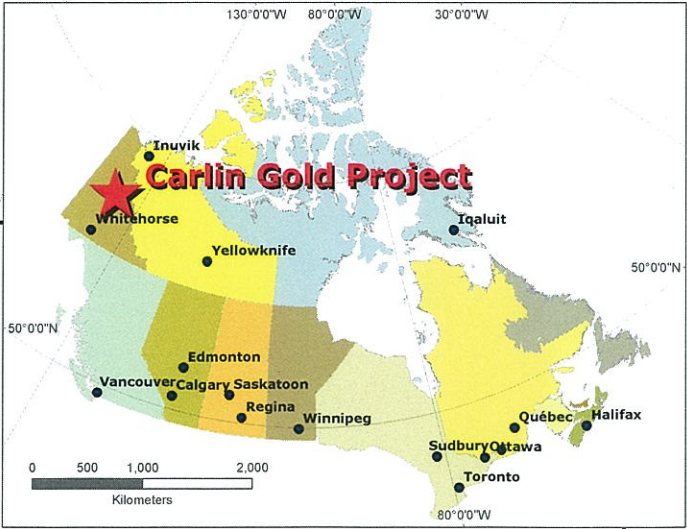 130°0'0"W 80°0'0"W 30°0'0"W
Inuvik
Carlin Gold Project
Whitehorse
Iqaluit
Yellowknife
50°0'0"N
50°0'0"N
Edmonton
Vancouver Calgary Saskatoon
Regina
Winnipeg
Québec Halifax
Sudbury Ottawa
Toronto
0 500 1,000 2,000
Kilometers
80°0'0"W